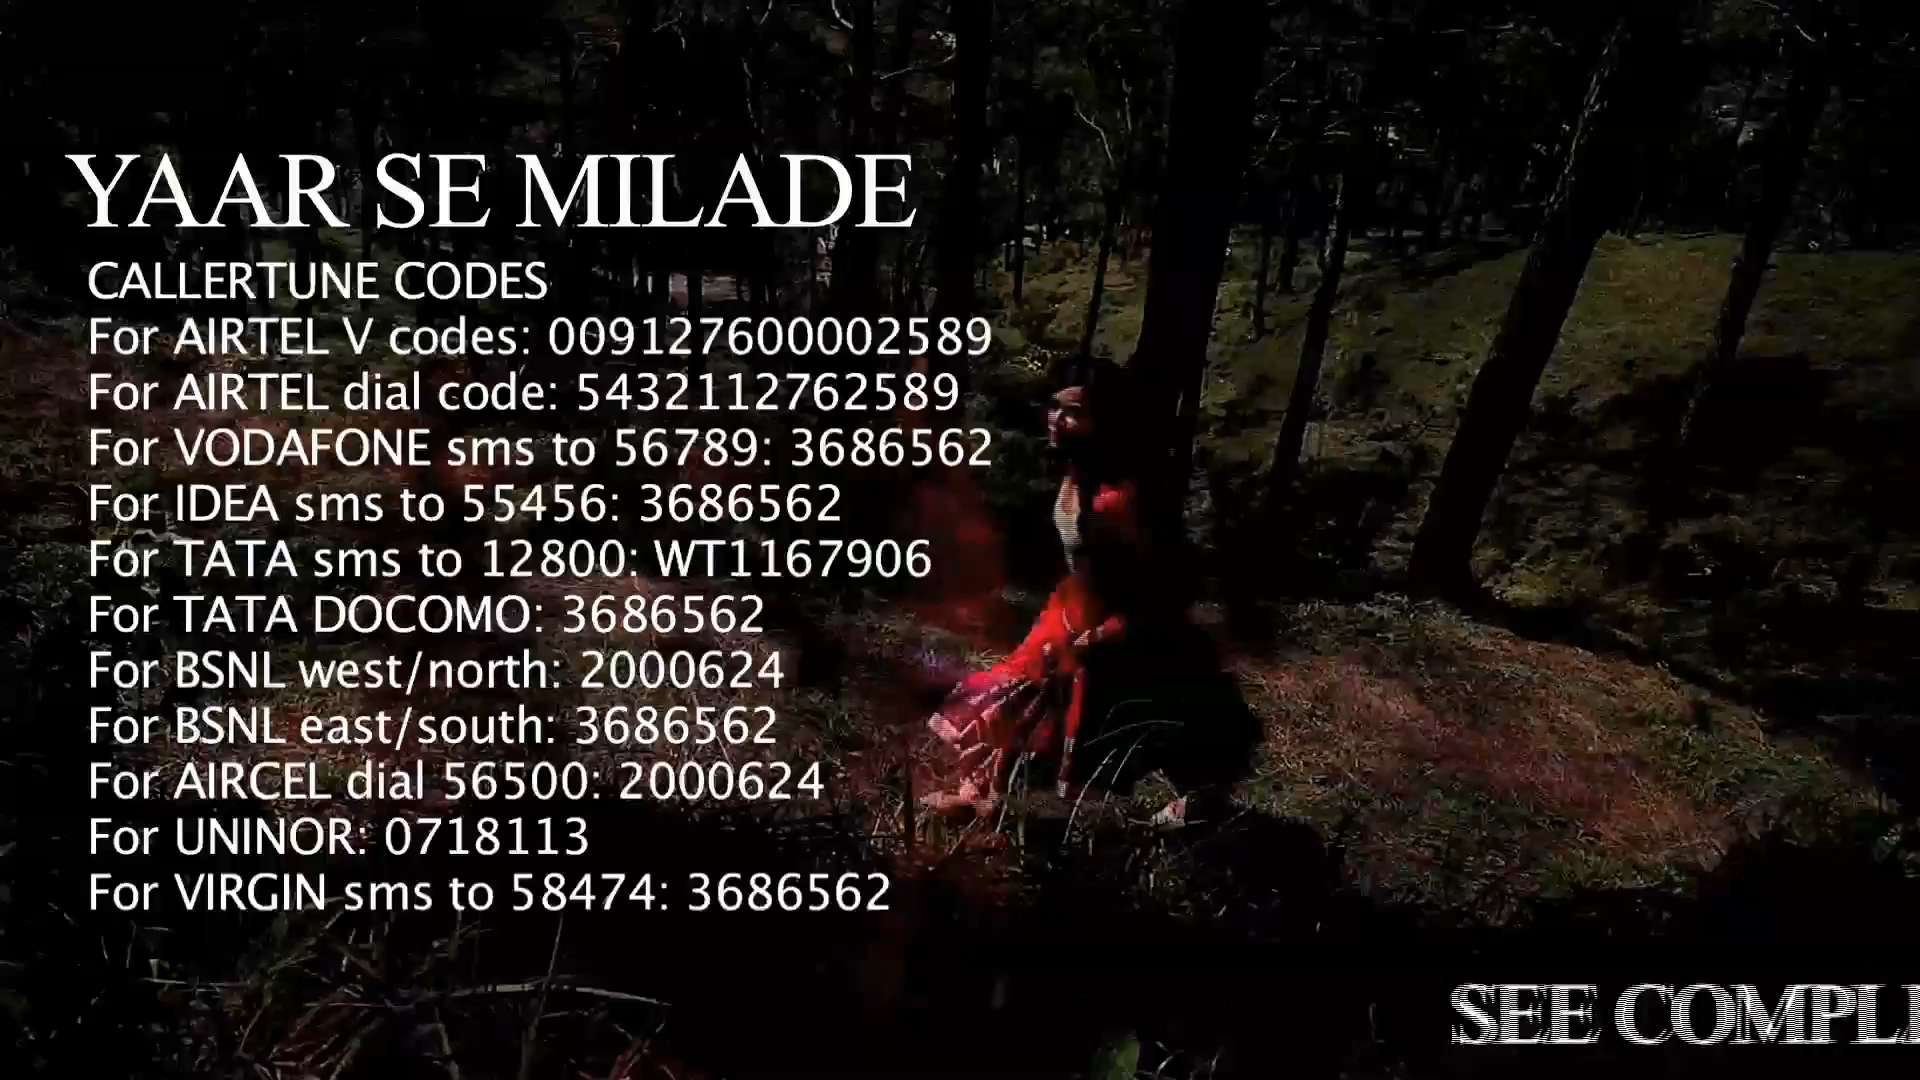 YAAR SE MILADE
CALLERTUNE CODES
For AIRTEL V codes: 009127600002589
For AIRTEL dial code: 5432112762589
For VODAFONE sms to 56789: 3686562
For IDEA sms to 55456: 3686562
For TATA sms to 12800: WT1167906
For TATA DOCOMO: 3686562
For BSNL west/north: 2000624
For BSNL east/south: 3686562
For AIRCEL dial 56500: 2000624
For UNINOR: 0718113
For VIRGIN sms to 58474: 3686562
SEE COMPL